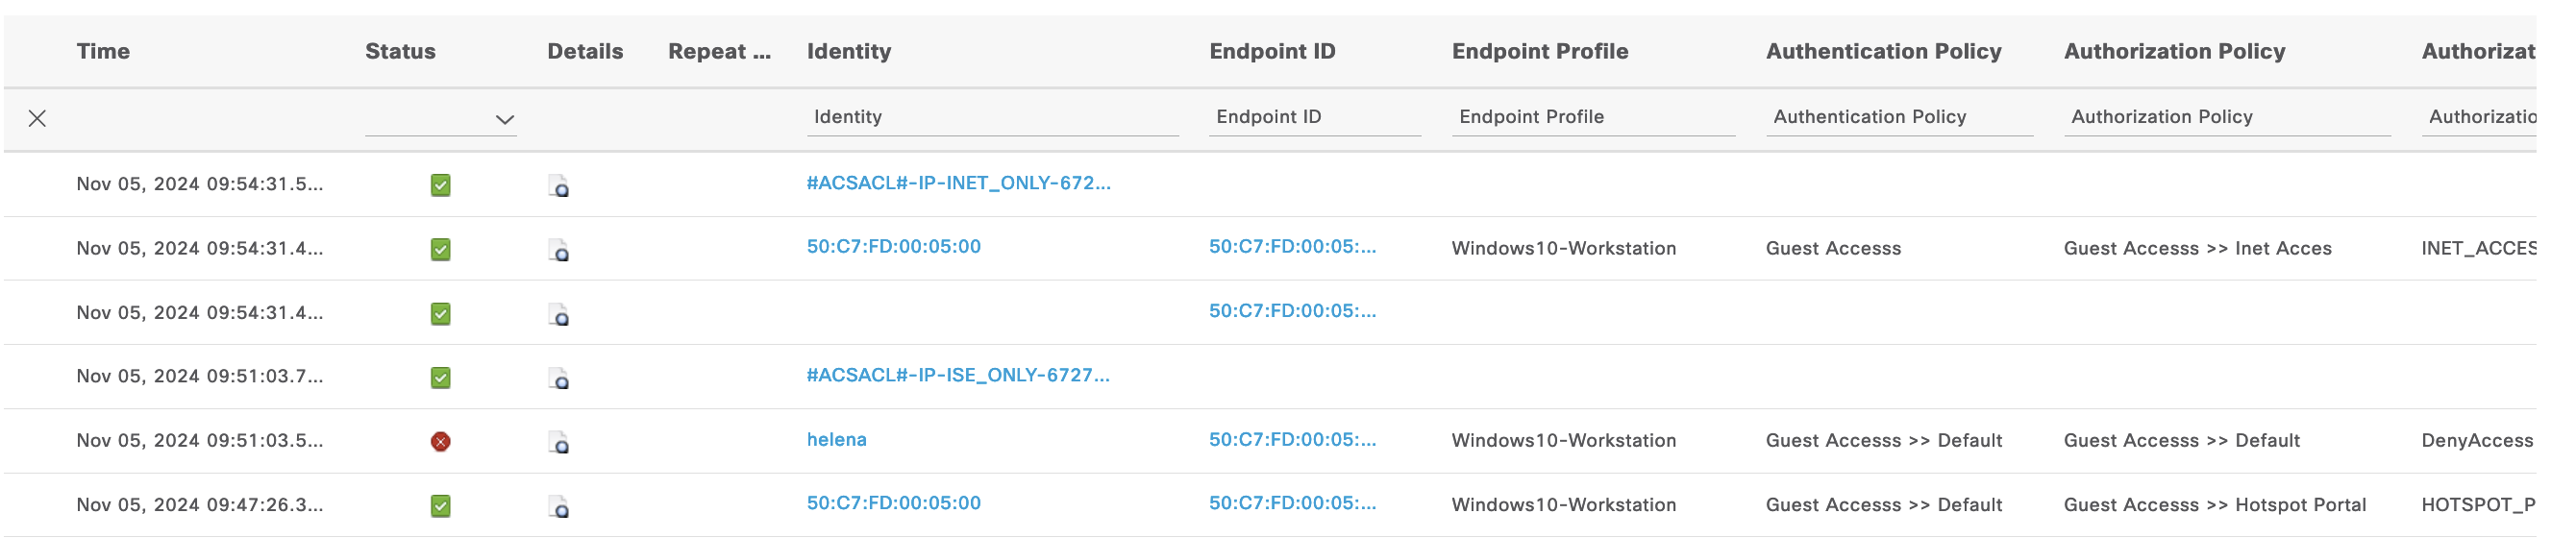 Time Status Details Repeat ... Identity Endpoint ID Endpoint Profile Authentication Policy Authorization Policy Authorizat
Identity Endpoint ID Endpoint Profile Authentication Policy Authorization Policy Authorizatio
Nov 05, 2024 09:54:31.5... #ACSACL#-IP-INET_ONLY-672...
Nov 05, 2024 09:54:31.4... 50:C7:FD:00:05:00 50:C7:FD:00:05:... Windows10-Workstation Guest Accesss Guest Accesss >> Inet Acces INET_ACCES
Nov 05, 2024 09:54:31.4... 50:C7:FD:00:05:...
Nov 05, 2024 09:51:03.7... #ACSACL#-IP-ISE_ONLY-6727...
Nov 05, 2024 09:51:03.5... helena 50:C7:FD:00:05:... Windows10-Workstation Guest Accesss >> Default Guest Accesss >> Default DenyAccess
Nov 05, 2024 09:47:26.3... 50:C7:FD:00:05:00 50:C7:FD:00:05:... Windows10-Workstation Guest Accesss >> Default Guest Accesss >> Hotspot Portal HOTSPOT_P